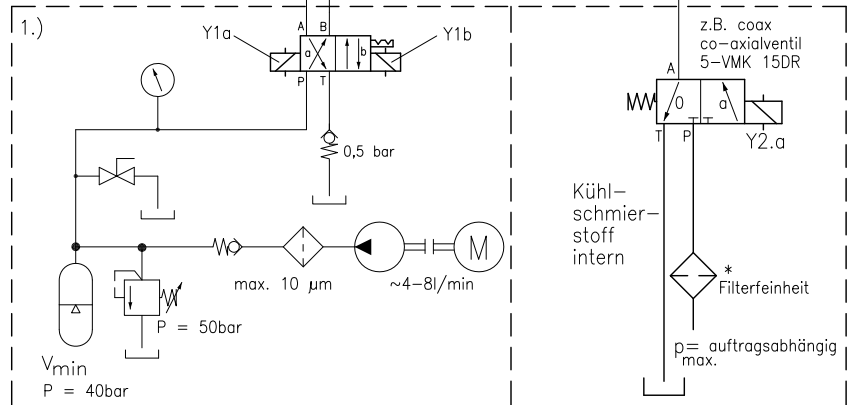 1.)
Y1a
A B
a b
Y1b
P T
0,5 bar
max. 10 µm
M
~4-8l/min
P = 50bar
Vmin
P = 40bar
z.B. coax
co-axialventil
5-VMK 15DR
A
0 a
T P
Y2.a
Kühl-
schmier-
stoff
intern
*
Filterfeinheit
p= auftragsabhängig
max.